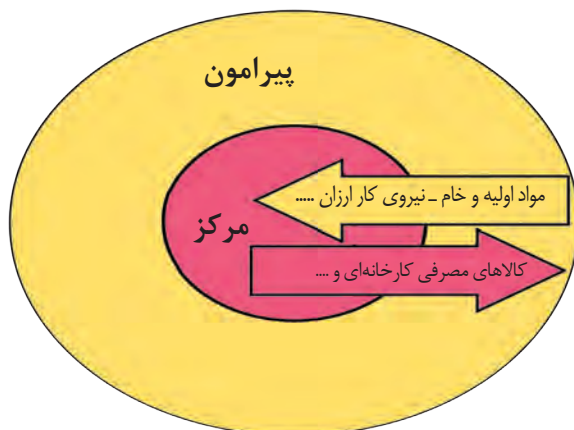 پیرامون
مواد اولیه و خام ـ نیروی کار ارزان .....
مرکز
کالاهای مصرفی کارخانه‌ای و ....